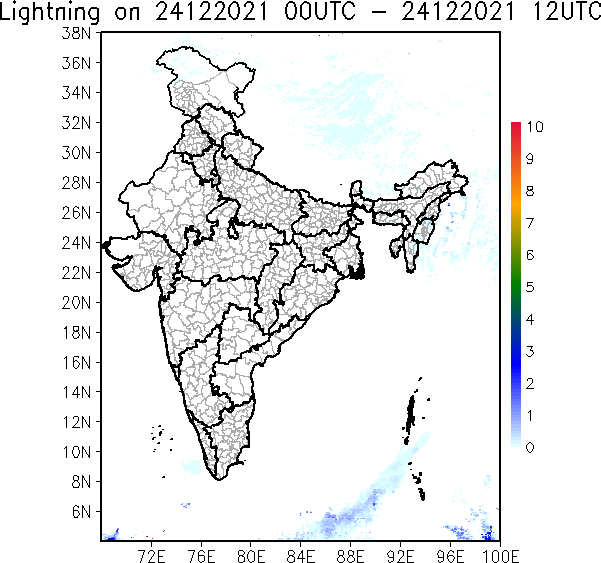 Lightning on 24122021 00UTC – 24122021 12UTC
38N
36N
34N
32N
30N
28N
26N
24N
22N
20N
18N
16N
14N
12N
10N
8N
6N
72E 76E 80E 84E 88E 92E 96E 100E
10
9
8
7
6
5
4
3
2
1
0